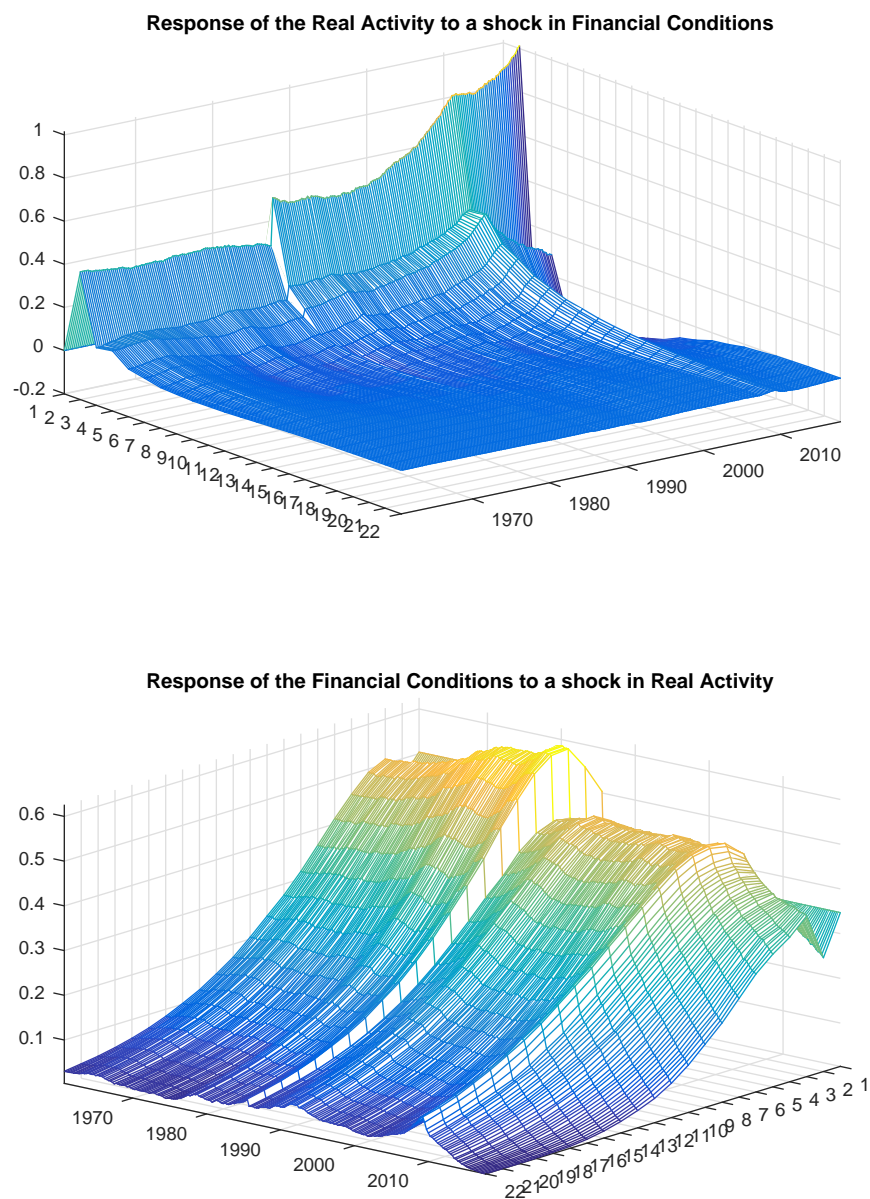 Response of the Real Activity to a shock in Financial Conditions
1
0.8
0.6
0.4
0.2
0
-0.2
1 2 3 4 5 6 7 8 9 10 11 12 13 14 15 16 17 18 19 20 21 22
1970 1980 1990 2000 2010
Response of the Financial Conditions to a shock in Real Activity
0.6
0.5
0.4
0.3
0.2
0.1
1970 1980 1990 2000 2010
22 21 20 19 18 17 16 15 14 13 12 11 10 9 8 7 6 5 4 3 2 1